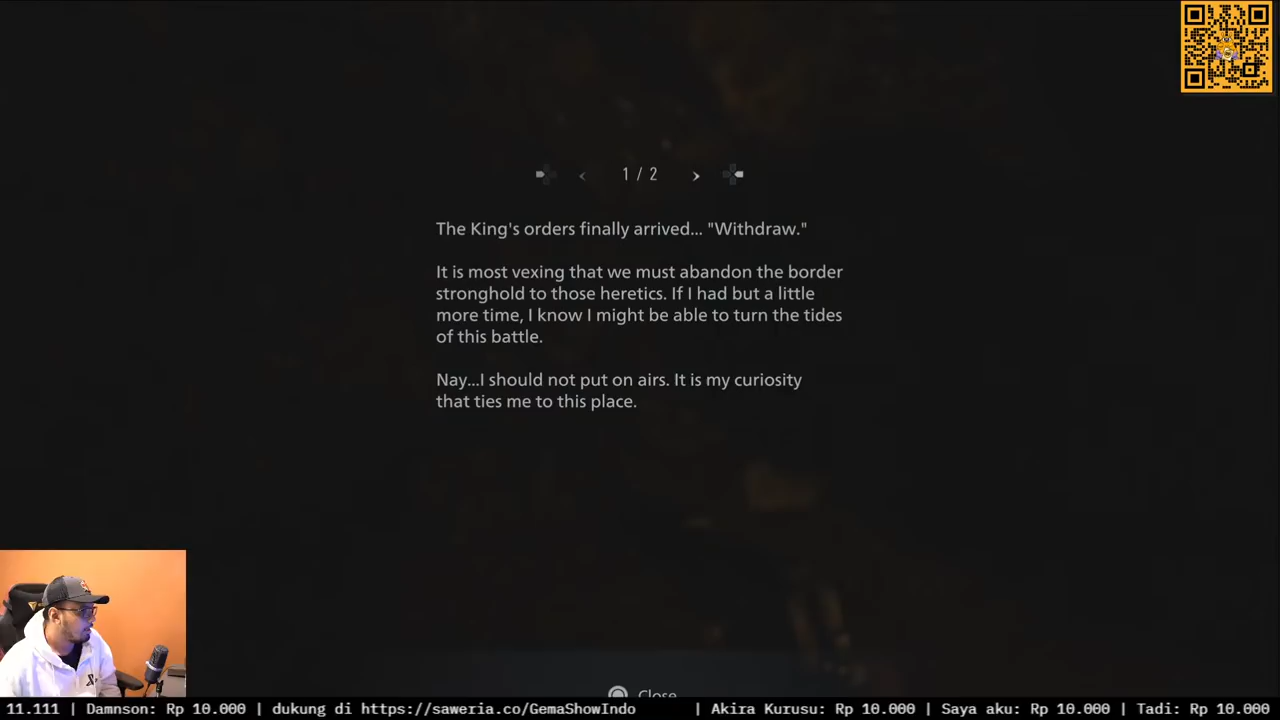 1 / 2
The King's orders finally arrived... "Withdraw."
It is most vexing that we must abandon the border
stronghold to those heretics. If I had but a little
more time, I know I might be able to turn the tides
of this battle.
Nay...I should not put on airs. It is my curiosity
that ties me to this place.
Close
11.111 | Damnson: Rp 10.000 | dukung di https://saweria.co/GemaShowIndo | Akira Kurusu: Rp 10.000 | Saya aku: Rp 10.000 | Tadi: Rp 10.000